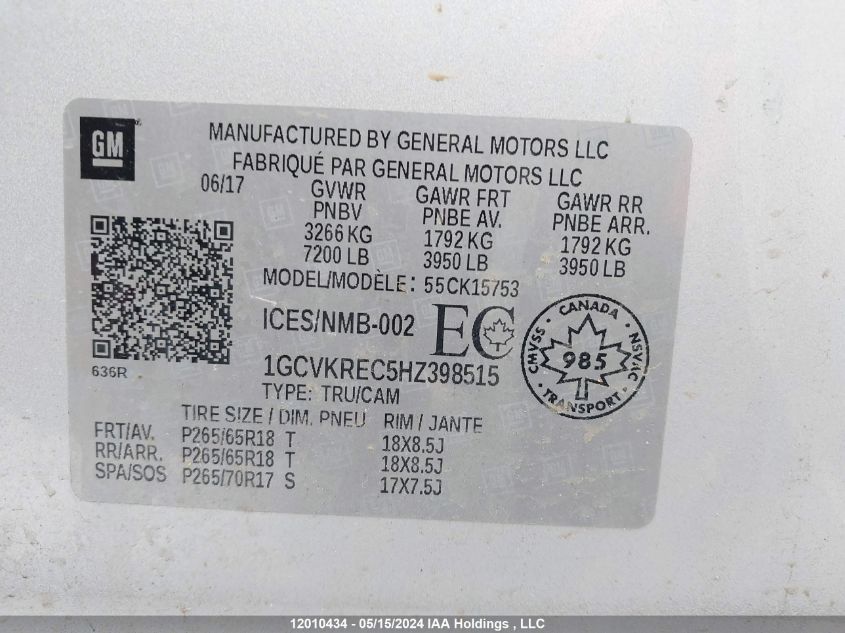 GM
MANUFACTURED BY GENERAL MOTORS LLC
FABRIQUÉ PAR GENERAL MOTORS LLC
06/17
GVWR GAWR FRT GAWR RR
PNBV PNBE AV. PNBE ARR.
3266 KG 1792 KG 1792 KG
7200 LB 3950 LB 3950 LB
MODEL/MODÈLE: 55CK15753
ICES/NMB-002 EC
1GCVKREC5HZ398515
TYPE: TRU/CAM
636R
CANADA
CMVSS · 985 · NSVAC
TRANSPORT
TIRE SIZE / DIM. PNEU RIM / JANTE
FRT/AV. P265/65R18 T 18X8.5J
RR/ARR. P265/65R18 T 18X8.5J
SPA/SOS P265/70R17 S 17X7.5J
12010434 - 05/15/2024 IAA Holdings , LLC